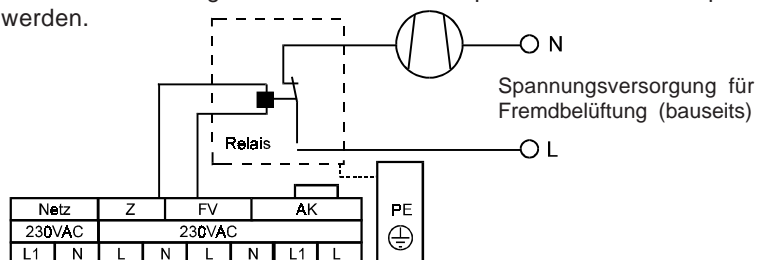 werden.
N
Spannungsversorgung für
Fremdbelüftung (bauseits)
Relais
L
Netz Z FV AK PE
230VAC 230VAC
L1 N L N L N L1 L